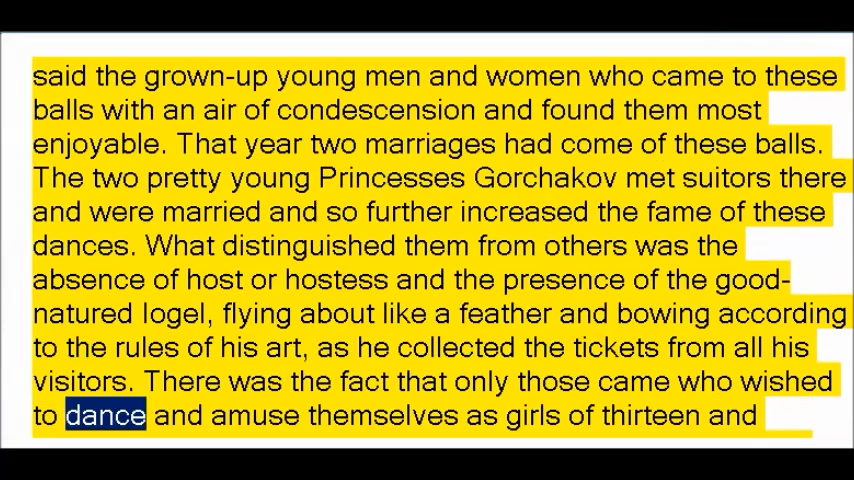 said the grown-up young men and women who came to these
balls with an air of condescension and found them most
enjoyable. That year two marriages had come of these balls.
The two pretty young Princesses Gorchakov met suitors there
and were married and so further increased the fame of these
dances. What distinguished them from others was the
absence of host or hostess and the presence of the good-
natured Iogel, flying about like a feather and bowing according
to the rules of his art, as he collected the tickets from all his
visitors. There was the fact that only those came who wished
to dance and amuse themselves as girls of thirteen and